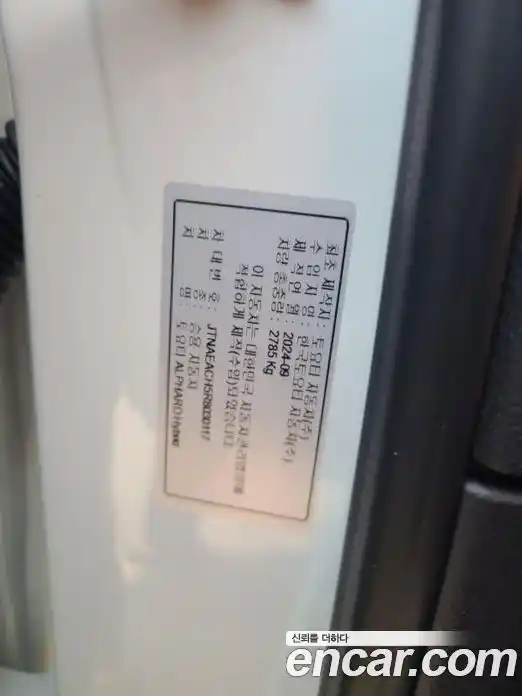 최초 제작자: 토요타 자동차(주)
수 입 자 명: 한국토요타 자동차(주)
제 작 연 월: 2024-09
차량 총 중량: 2785 Kg
이 자동차는 대한민국 자동차관리법령에
적합하게 제작(수입)되었습니다.
차 대 번 호: JTNAEACH5R8030117
차 종: 승용 자동차
차 명: 토요타 ALPHARD Hybrid
신뢰를 더하다
encar.com